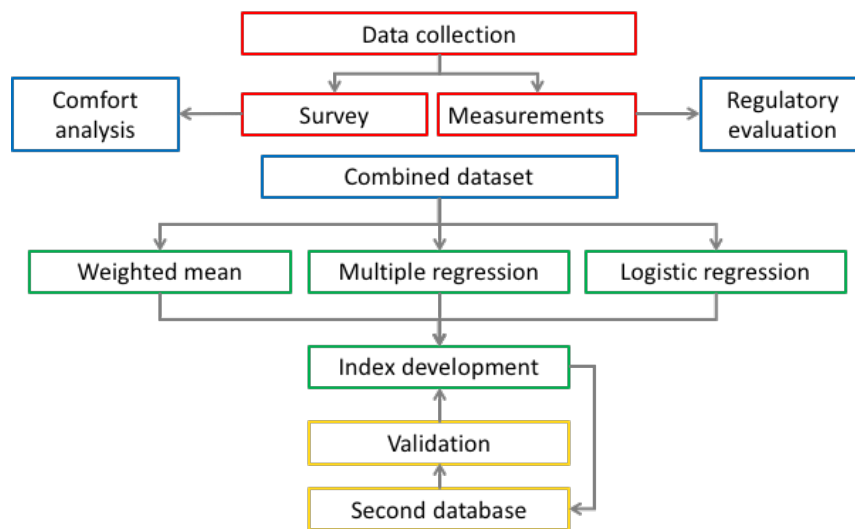 Data collection
Comfort
analysis
Survey
Measurements
Regulatory
evaluation
Combined dataset
Weighted mean
Multiple regression
Logistic regression
Index development
Validation
Second database